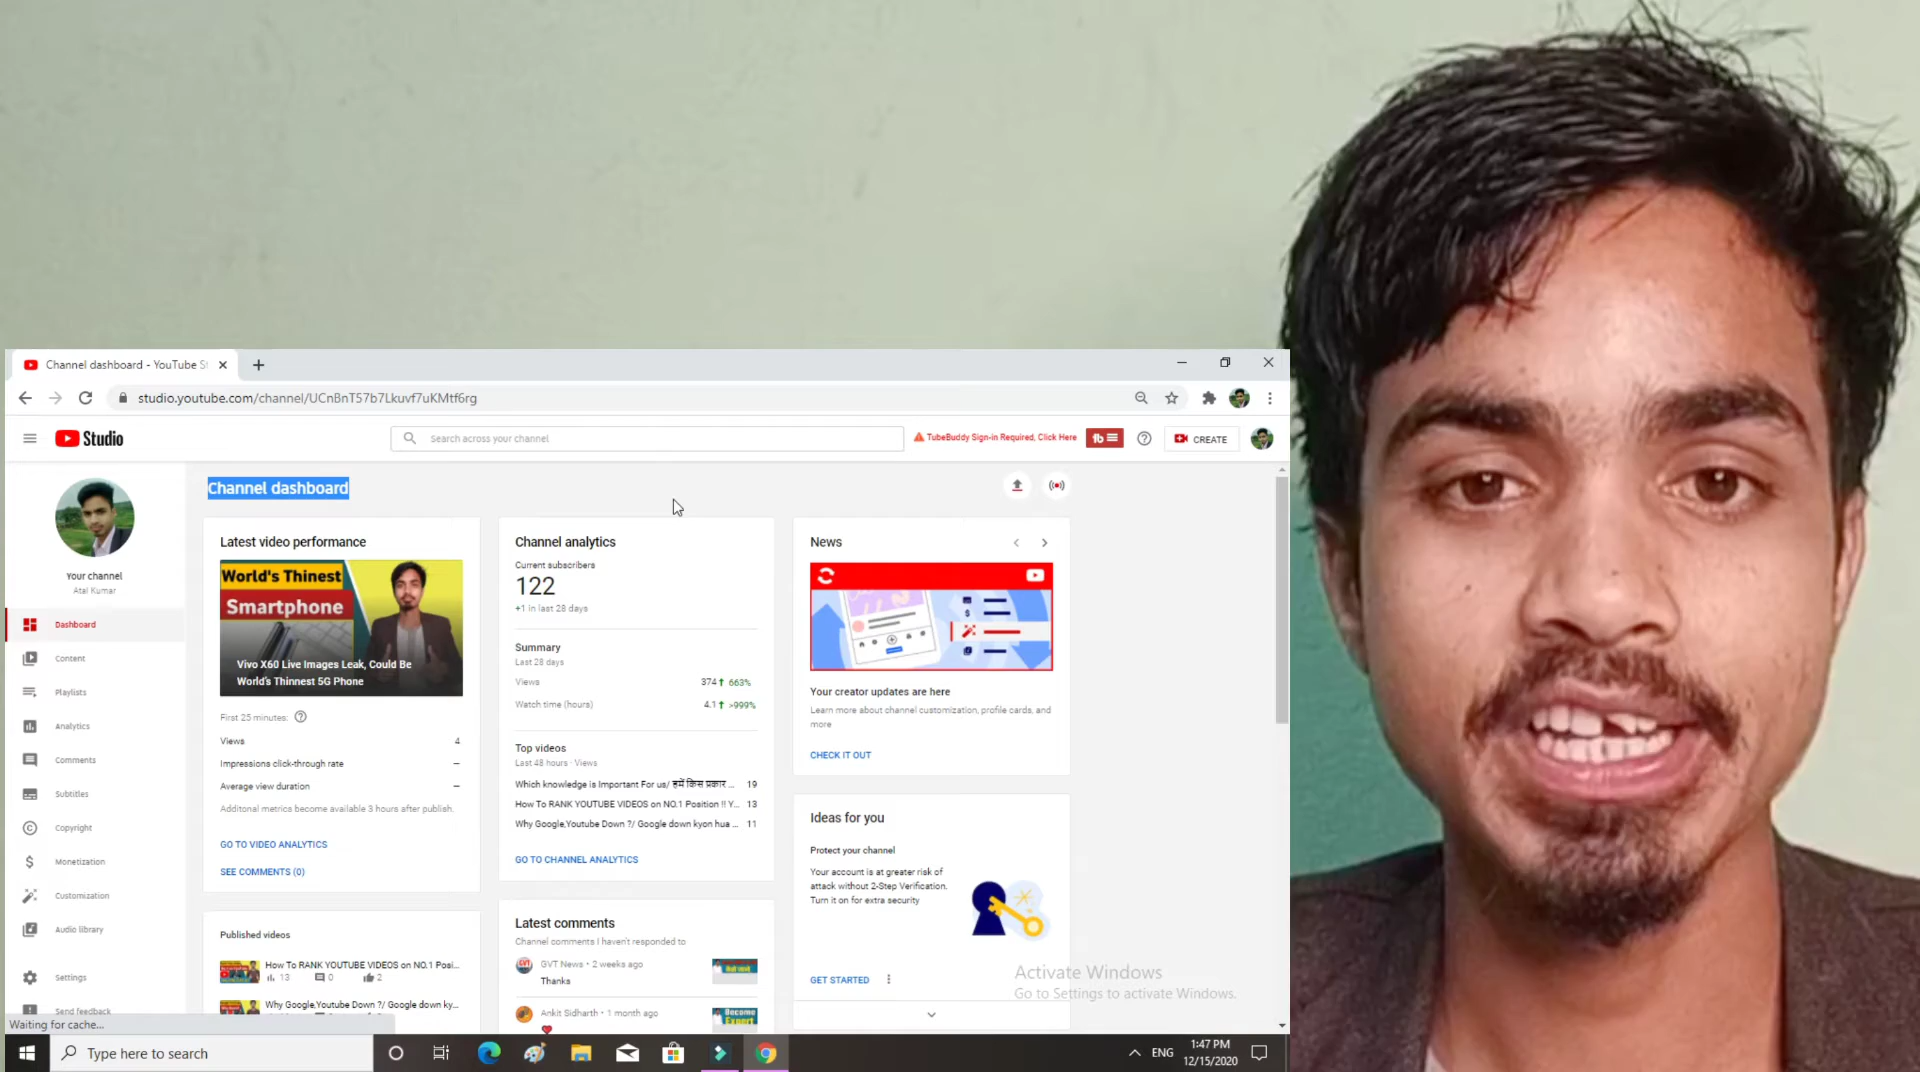 Channel dashboard - YouTube St
studio.youtube.com/channel/UCnBnT57b7Lkuvf7uKMtf6rg
Studio
Search across your channel
TubeBuddy Sign-in Required, Click Here
tb
CREATE
Channel dashboard
Your channel
Atal Kumar
Dashboard
Content
Playlists
Analytics
Comments
Subtitles
Copyright
Monetization
Customization
Audio library
Settings
Send feedback
Waiting for cache...
Latest video performance
World's Thinest
Smartphone
Vivo X60 Live Images Leak, Could Be
World's Thinnest 5G Phone
First 25 minutes:
Views 4
Impressions click-through rate –
Average view duration –
Additonal metrics become available 3 hours after publish.
GO TO VIDEO ANALYTICS
SEE COMMENTS (0)
Published videos
How To RANK YOUTUBE VIDEOS on NO.1 Posi...
13 0 2
Why Google,Youtube Down ?/ Google down ky...
Channel analytics
Current subscribers
122
+1 in last 28 days
Summary
Last 28 days
Views 374 663%
Watch time (hours) 4.1 >999%
Top videos
Last 48 hours · Views
Which knowledge is Important For us/ हमें किस प्रकार ... 19
How To RANK YOUTUBE VIDEOS on NO.1 Position !! Y... 13
Why Google,Youtube Down ?/ Google down kyon hua ... 11
GO TO CHANNEL ANALYTICS
Latest comments
Channel comments I haven't responded to
GVT News • 2 weeks ago
Thanks
Ankit Sidharth • 1 month ago
Become
Expert
News
Your creator updates are here
Learn more about channel customization, profile cards, and
more
CHECK IT OUT
Ideas for you
Protect your channel
Your account is at greater risk of
attack without 2-Step Verification.
Turn it on for extra security
GET STARTED
Activate Windows
Go to Settings to activate Windows.
Type here to search
ENG
1:47 PM
12/15/2020